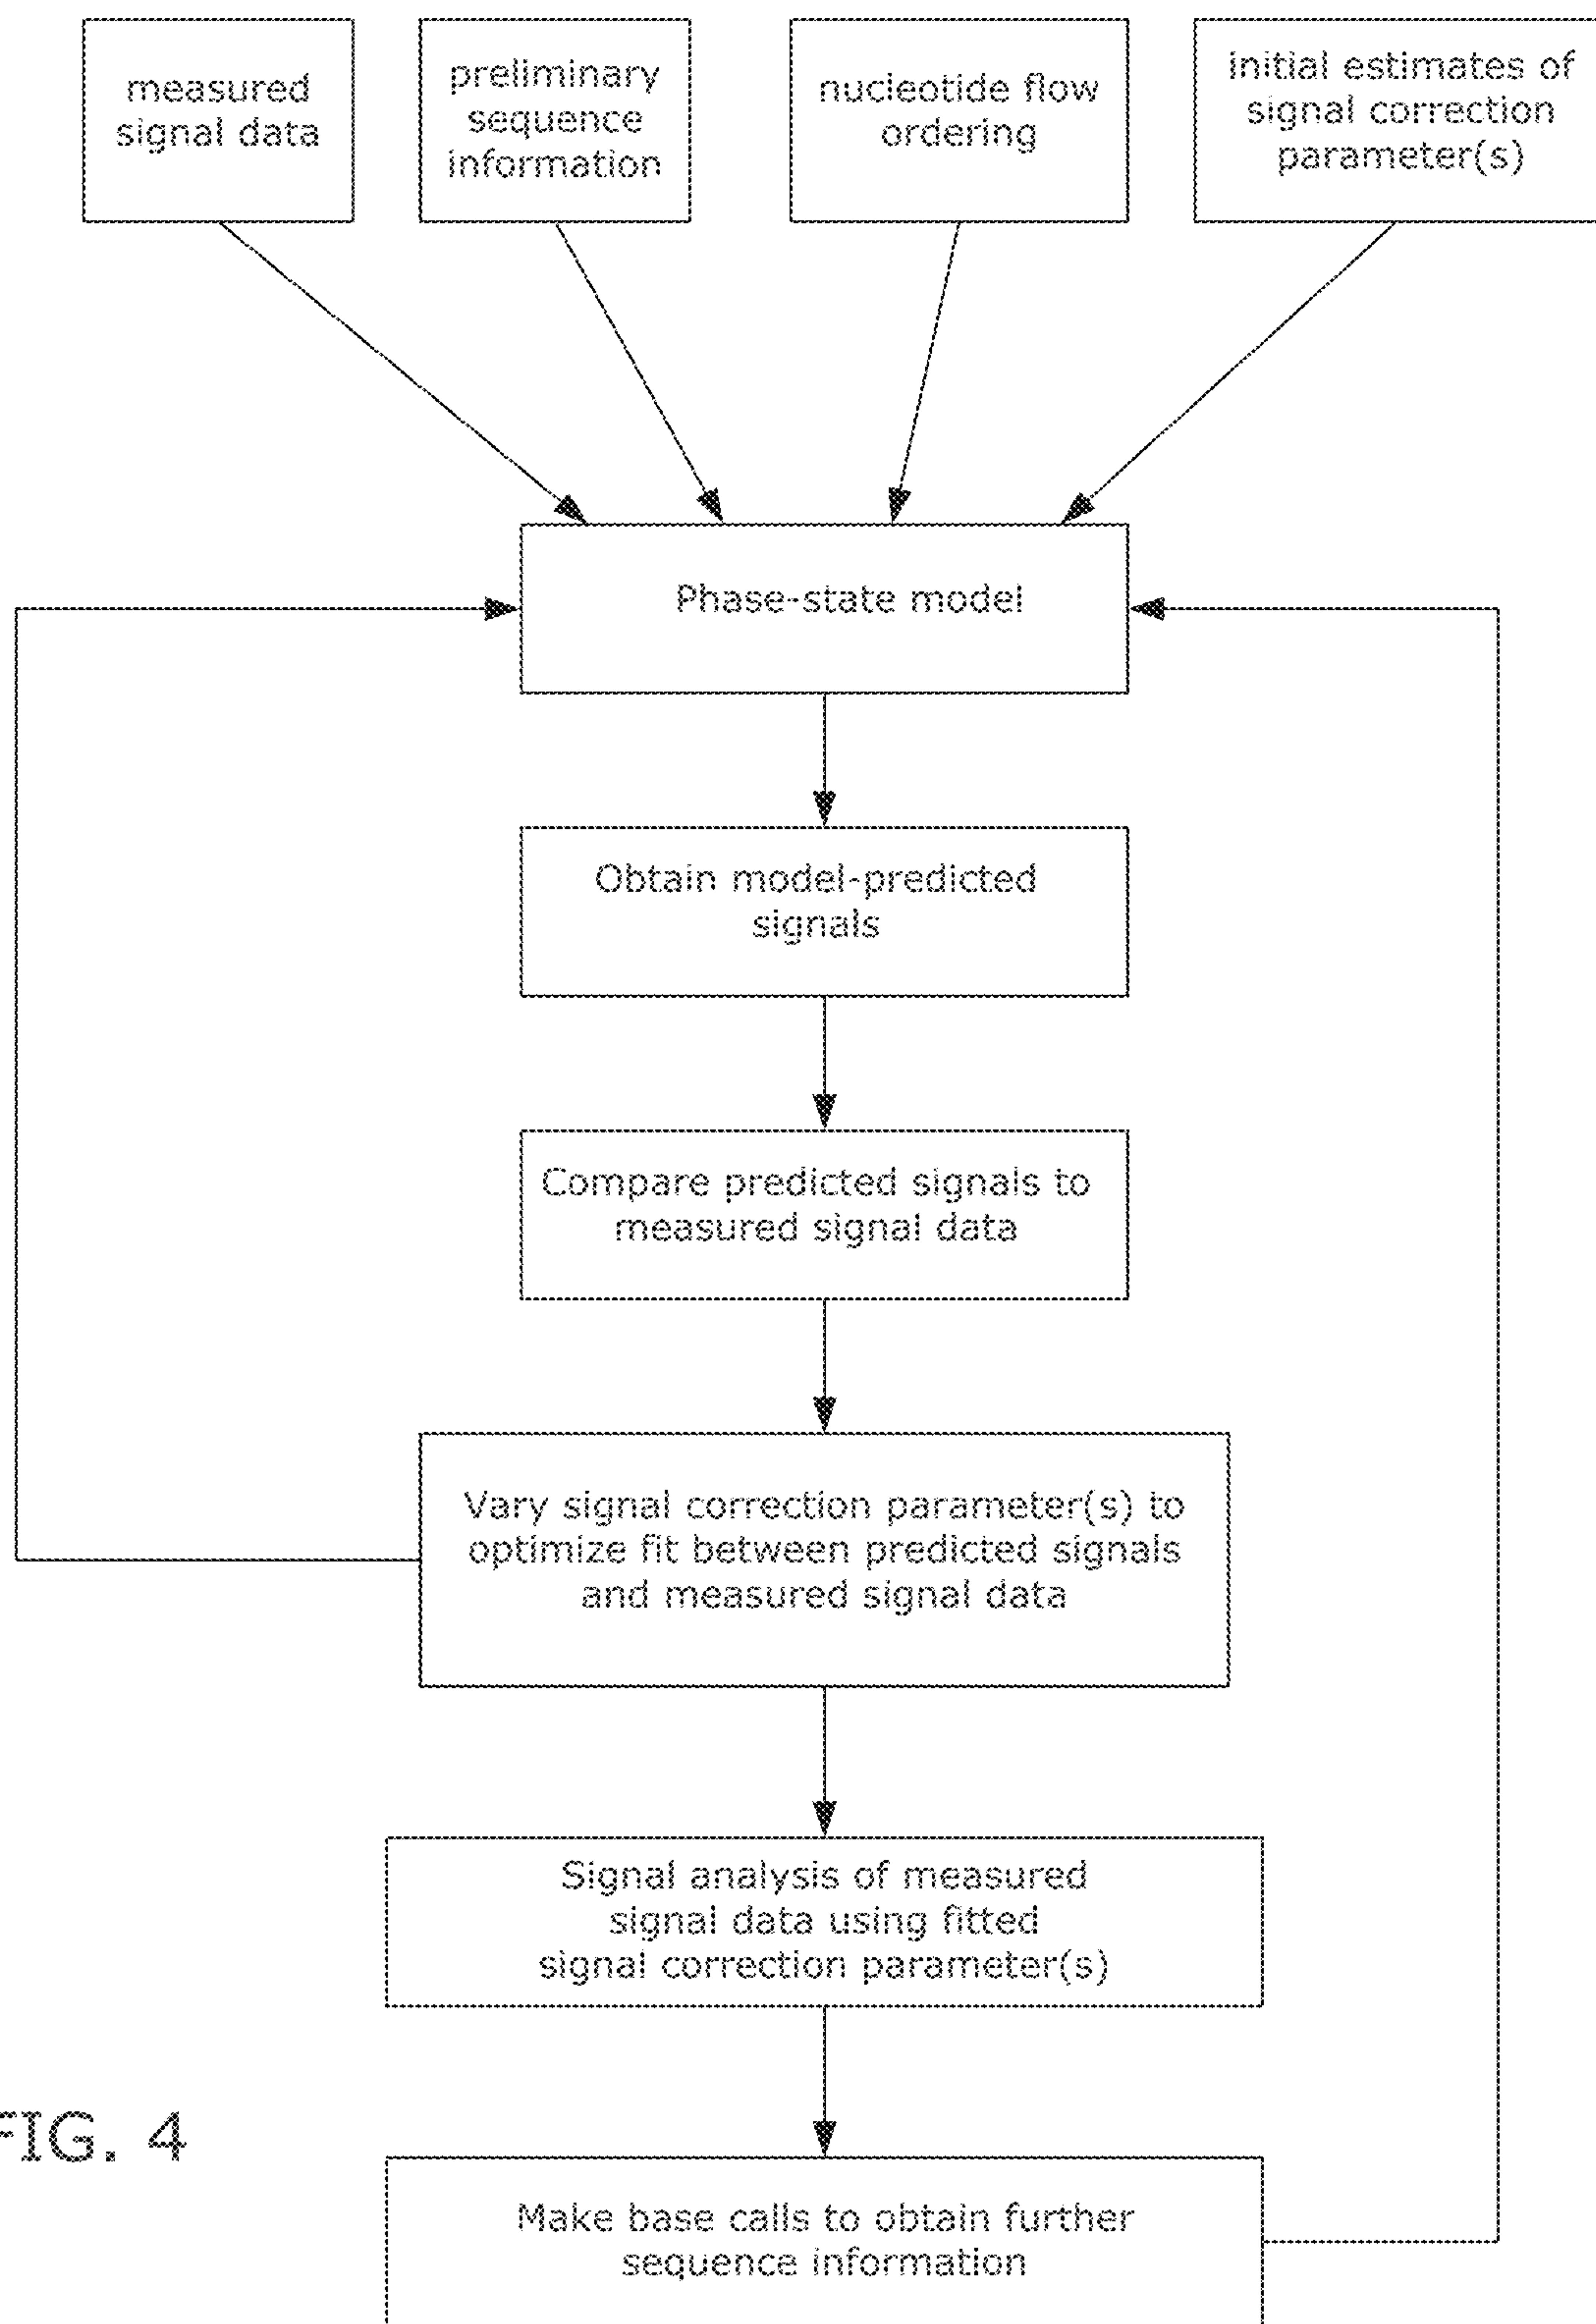 measured
signal data
preliminary
sequence
information
nucleotide flow
ordering
initial estimates of
signal correction
parameter(s)
Phase-state model
Obtain model-predicted
signals
Compare predicted signals to
measured signal data
Vary signal correction parameter(s) to
optimize fit between predicted signals
and measured signal data
Signal analysis of measured
signal data using fitted
signal correction parameter(s)
FIG. 4
Make base calls to obtain further
sequence information